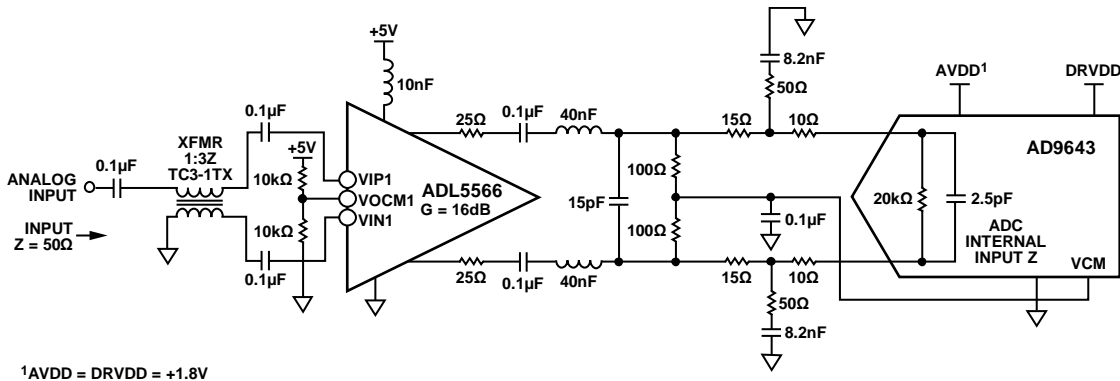 +5V
10nF
0.1µF
XFMR
1:3Z
TC3-1TX
0.1µF
ANALOG
INPUT
INPUT
Z = 50Ω
+5V
10kΩ
10kΩ
0.1µF
VIP1
VOCM1
VIN1
ADL5566
G = 16dB
25Ω
0.1µF
40nF
25Ω
0.1µF
40nF
15pF
100Ω
100Ω
15Ω
10Ω
8.2nF
50Ω
0.1µF
15Ω
10Ω
50Ω
8.2nF
AVDD1
DRVDD
AD9643
20kΩ
2.5pF
ADC
INTERNAL
INPUT Z
VCM
1AVDD = DRVDD = +1.8V